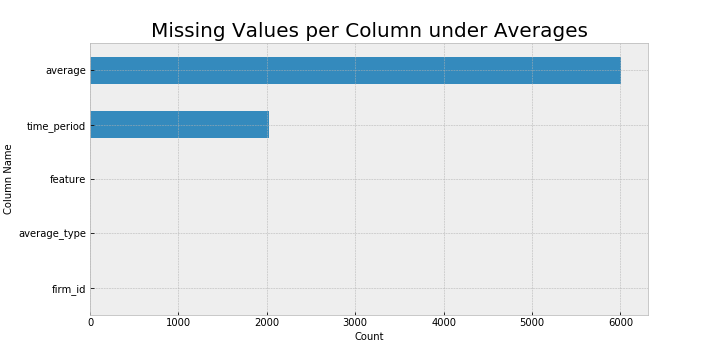 Missing Values per Column under Averages
average
time_period
feature
average_type
firm_id
Column Name
0 1000 2000 3000 4000 5000 6000
Count